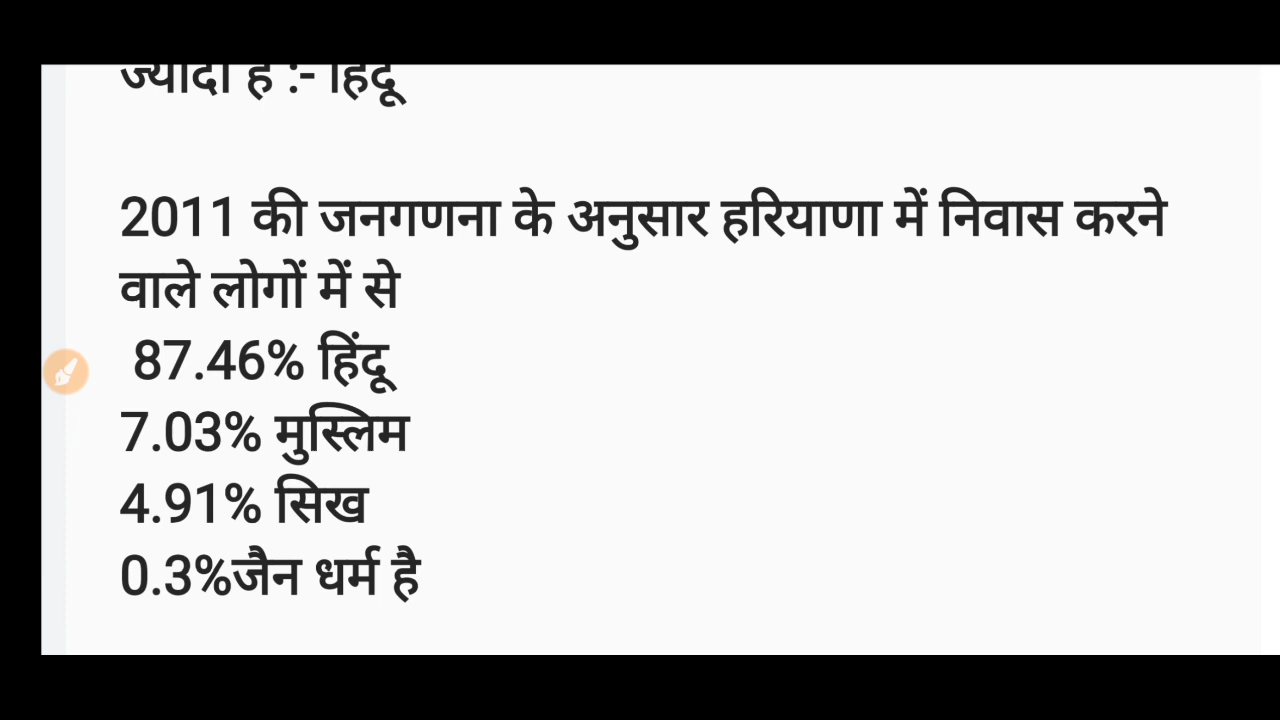 ज्यादा है :- हिंदू
2011 की जनगणना के अनुसार हरियाणा में निवास करने
वाले लोगों में से
87.46% हिंदू
7.03% मुस्लिम
4.91% सिख
0.3%जैन धर्म है